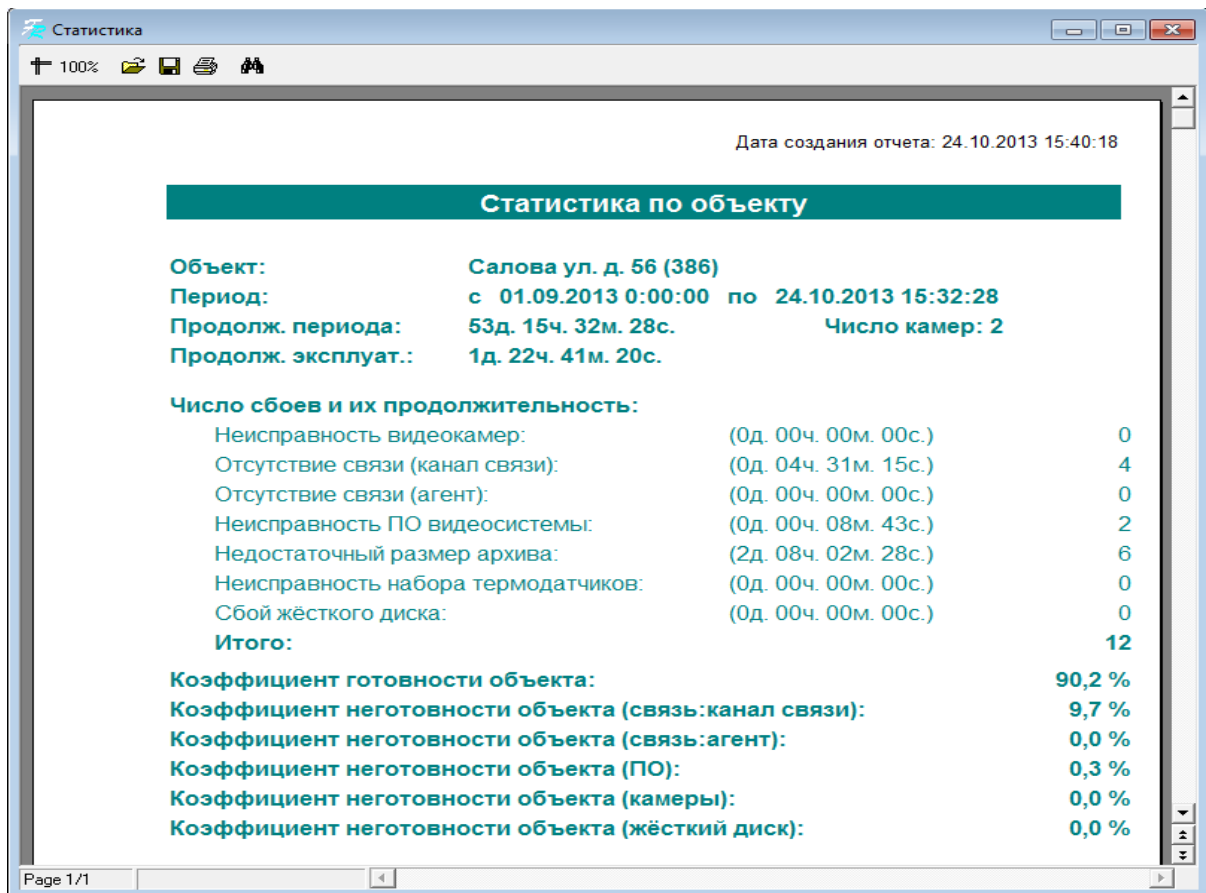 Статистика
100%
Дата создания отчета: 24.10.2013 15:40:18
Статистика по объекту
Объект: Салова ул. д. 56 (386)
Период: с 01.09.2013 0:00:00 по 24.10.2013 15:32:28
Продолж. периода: 53д. 15ч. 32м. 28с. Число камер: 2
Продолж. эксплуат.: 1д. 22ч. 41м. 20с.
Число сбоев и их продолжительность:
Неисправность видеокамер: (0д. 00ч. 00м. 00с.) 0
Отсутствие связи (канал связи): (0д. 04ч. 31м. 15с.) 4
Отсутствие связи (агент): (0д. 00ч. 00м. 00с.) 0
Неисправность ПО видеосистемы: (0д. 00ч. 08м. 43с.) 2
Недостаточный размер архива: (2д. 08ч. 02м. 28с.) 6
Неисправность набора термодатчиков: (0д. 00ч. 00м. 00с.) 0
Сбой жёсткого диска: (0д. 00ч. 00м. 00с.) 0
Итого: 12
Коэффициент готовности объекта: 90,2 %
Коэффициент неготовности объекта (связь:канал связи): 9,7 %
Коэффициент неготовности объекта (связь:агент): 0,0 %
Коэффициент неготовности объекта (ПО): 0,3 %
Коэффициент неготовности объекта (камеры): 0,0 %
Коэффициент неготовности объекта (жёсткий диск): 0,0 %
Page 1/1